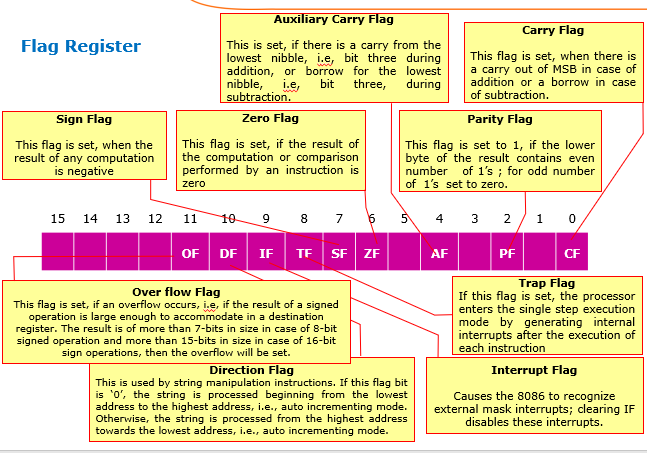 Flag Register
Auxiliary Carry Flag
This is set, if there is a carry from the
lowest nibble, i.e, bit three during
addition, or borrow for the lowest
nibble, i.e, bit three, during
subtraction.
Carry Flag
This flag is set, when there is
a carry out of MSB in case of
addition or a borrow in case
of subtraction.
Sign Flag
This flag is set, when the
result of any computation
is negative
Zero Flag
This flag is set, if the result of
the computation or comparison
performed by an instruction is
zero
Parity Flag
This flag is set to 1, if the lower
byte of the result contains even
number of 1’s ; for odd number
of 1’s set to zero.
15 14 13 12 11 10 9 8 7 6 5 4 3 2 1 0
OF DF IF TF SF ZF AF PF CF
Over flow Flag
This flag is set, if an overflow occurs, i.e, if the result of a signed
operation is large enough to accommodate in a destination
register. The result is of more than 7-bits in size in case of 8-bit
signed operation and more than 15-bits in size in case of 16-bit
sign operations, then the overflow will be set.
Trap Flag
If this flag is set, the processor
enters the single step execution
mode by generating internal
interrupts after the execution of
each instruction
Direction Flag
This is used by string manipulation instructions. If this flag bit
is ‘0’, the string is processed beginning from the lowest
address to the highest address, i.e., auto incrementing mode.
Otherwise, the string is processed from the highest address
towards the lowest address, i.e., auto incrementing mode.
Interrupt Flag
Causes the 8086 to recognize
external mask interrupts; clearing IF
disables these interrupts.